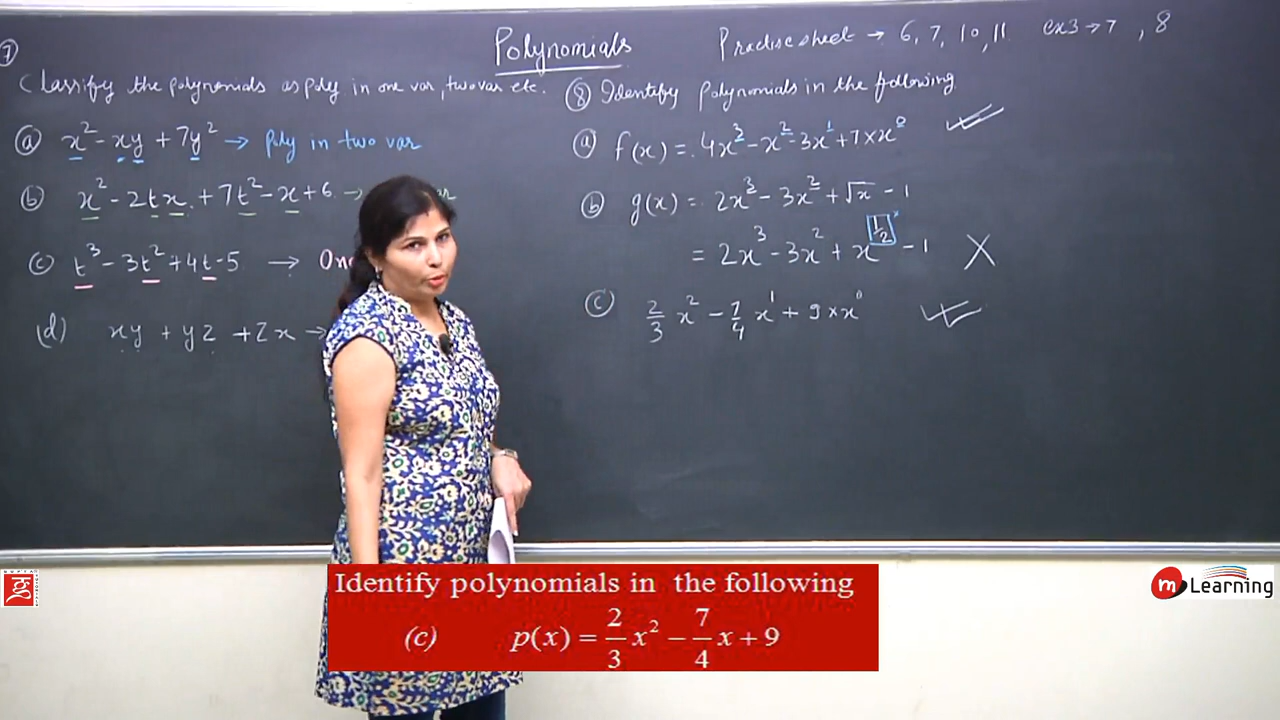 Polynomials
Practise sheet → 6, 7, 10, 11 ex3 → 7 , 8
7
Classify the polynomials as poly in one var, two var etc.
(a) x² - xy + 7y² → poly in two var
(b) x² - 2tx + 7t² - x + 6 →
(c) t³ - 3t² + 4t - 5 → One
(d) xy + yz + zx →
(8) Identify polynomials in the following
(a) f(x) = 4x³ - x² - 3x¹ + 7 × x⁰
(b) g(x) = 2x³ - 3x² + √x - 1
= 2x³ - 3x² + x^(1/2) - 1 X
(c) 2/3 x² - 7/4 x¹ + 9 × x⁰
Identify polynomials in the following
(c) p(x) = 2/3 x² - 7/4 x + 9
m Learning